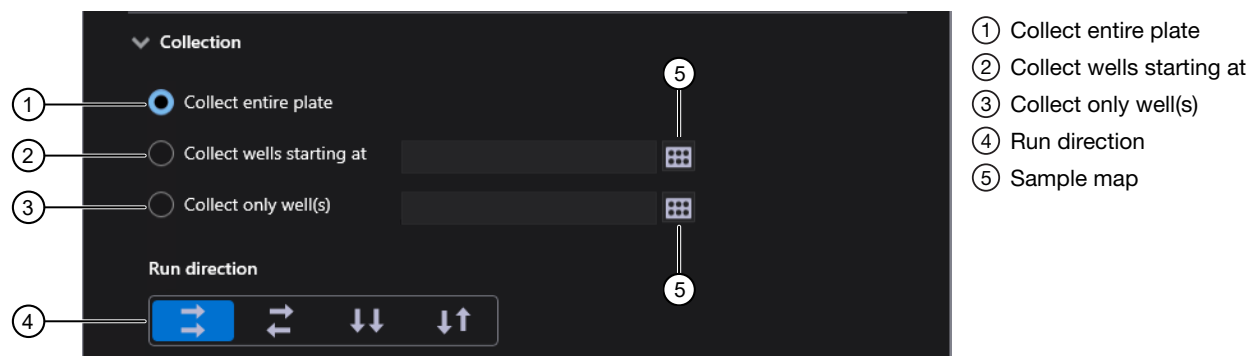 Collection
5
1 Collect entire plate
2 Collect wells starting at
3 Collect only well(s)
Run direction
5
4
1 Collect entire plate
2 Collect wells starting at
3 Collect only well(s)
4 Run direction
5 Sample map